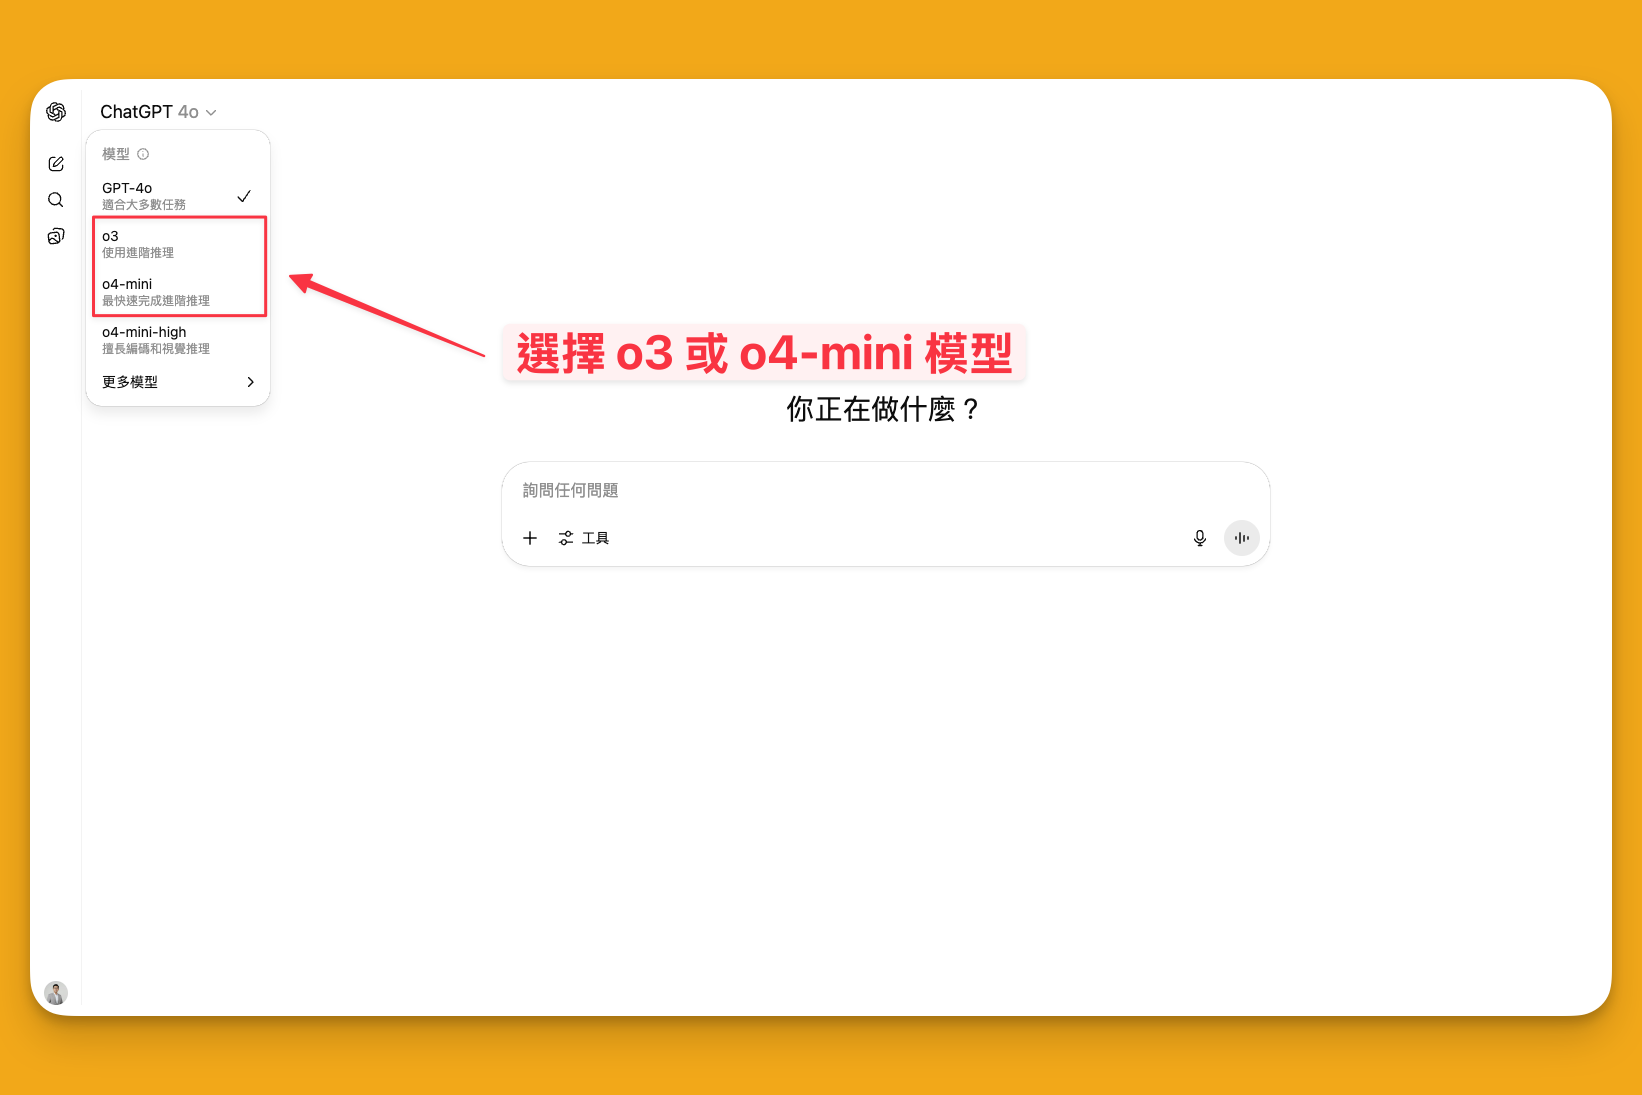 ChatGPT 4o
模型
GPT-4o
適合大多數任務
o3
使用進階推理
o4-mini
最快速完成進階推理
o4-mini-high
擅長編碼和視覺推理
更多模型
選擇 o3 或 o4-mini 模型
你正在做什麼？
詢問任何問題
工具